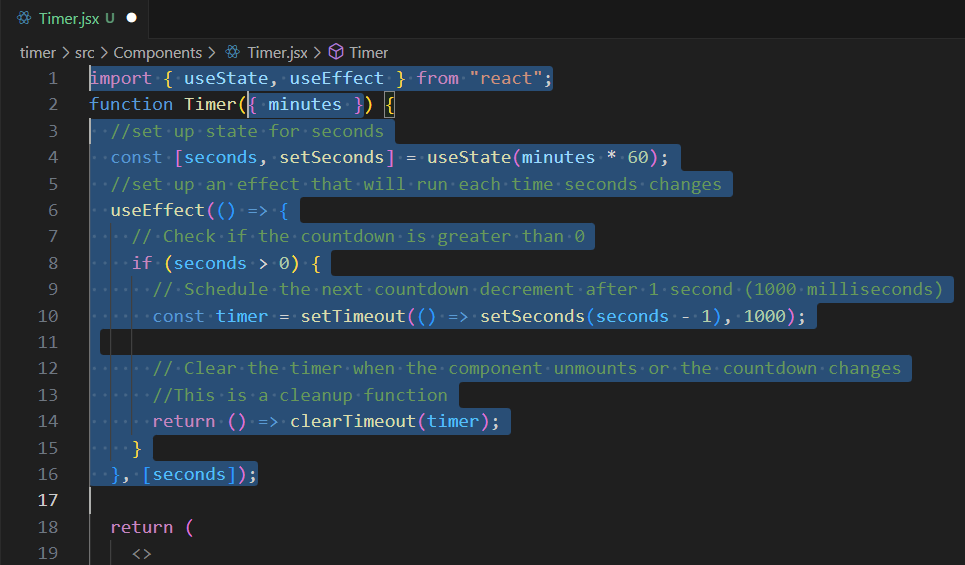 Timer.jsx U
timer > src > Components > Timer.jsx > Timer
1 import { useState, useEffect } from "react";
2 function Timer({ minutes }) {
3 //set up state for seconds
4 const [seconds, setSeconds] = useState(minutes * 60);
5 //set up an effect that will run each time seconds changes
6 useEffect(() => {
7 // Check if the countdown is greater than 0
8 if (seconds > 0) {
9 // Schedule the next countdown decrement after 1 second (1000 milliseconds)
10 const timer = setTimeout(() => setSeconds(seconds - 1), 1000);
11
12 // Clear the timer when the component unmounts or the countdown changes
13 //This is a cleanup function
14 return () => clearTimeout(timer);
15 }
16 }, [seconds]);
17
18 return (
19 <>